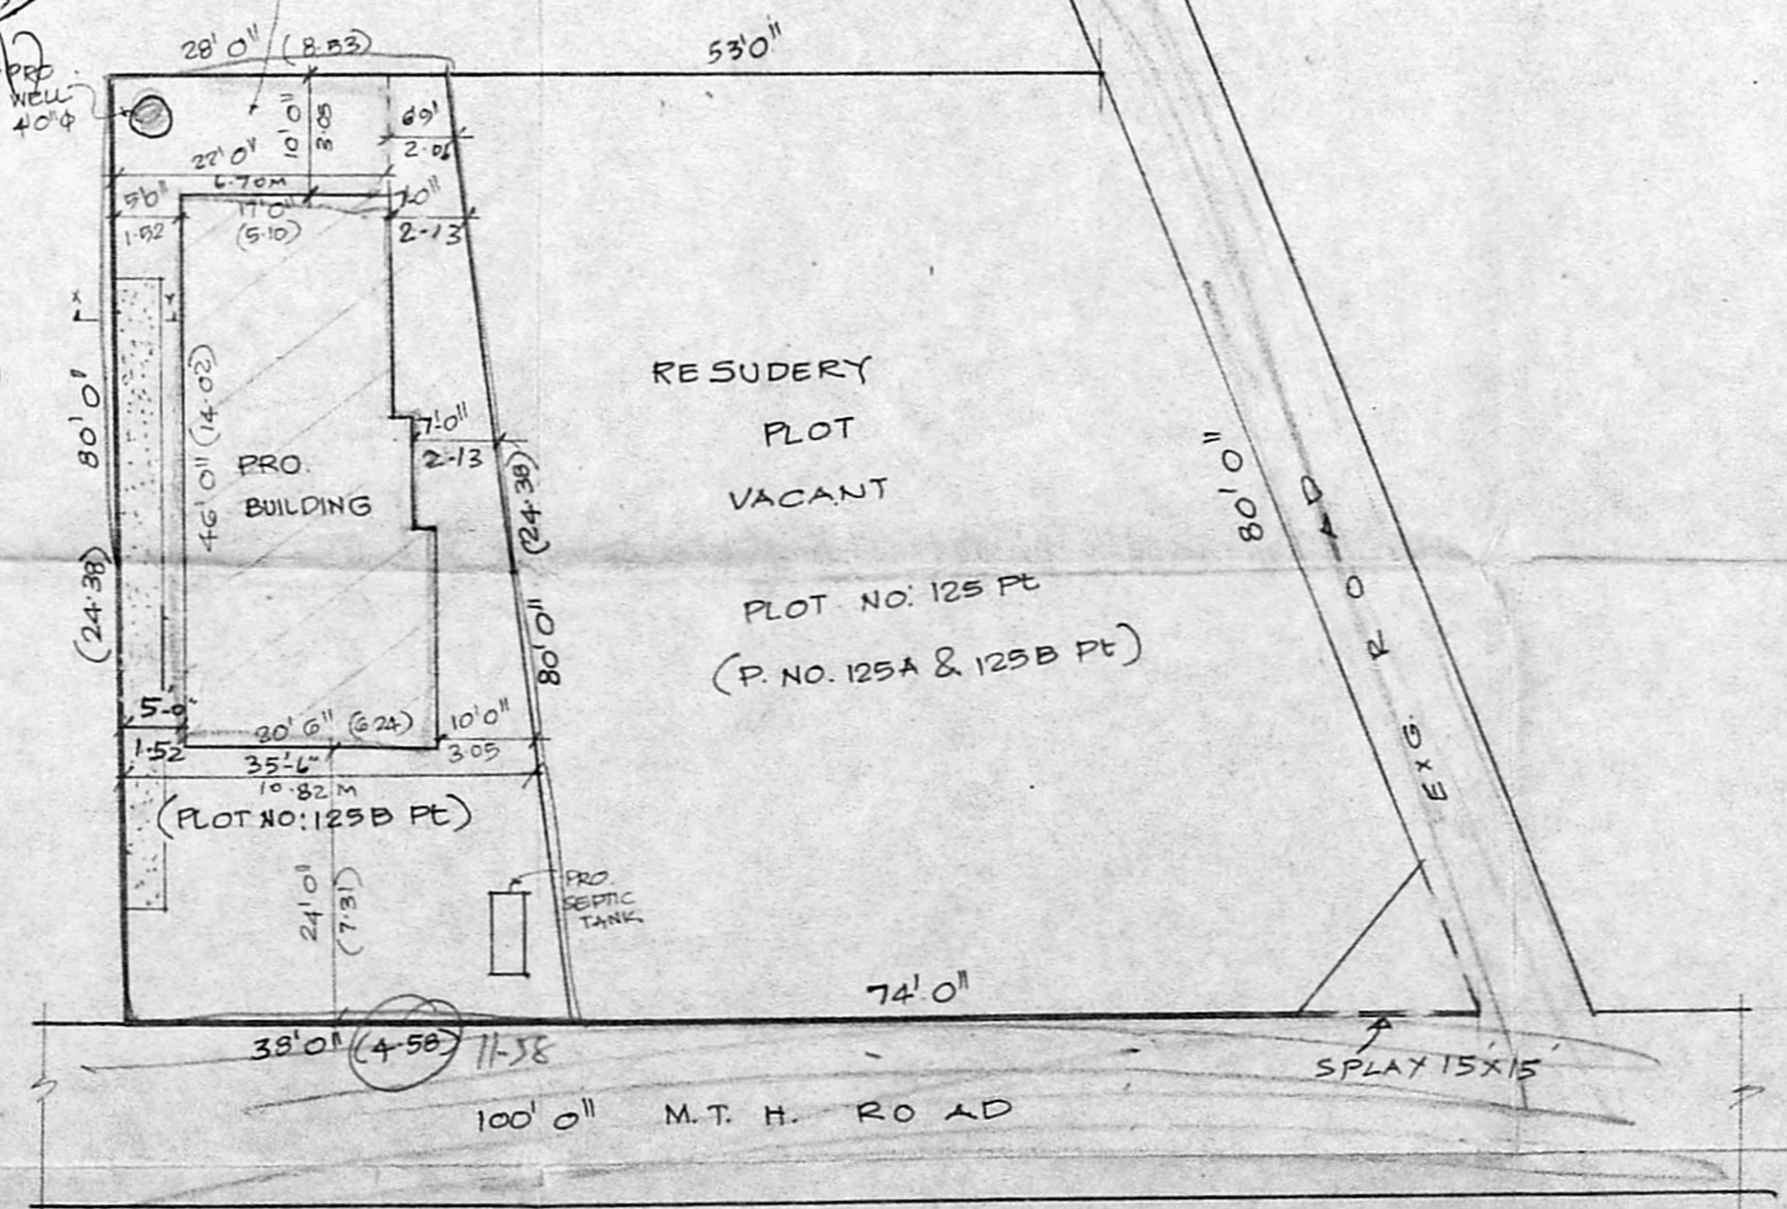 28'0" (8.53)
53'0"
PRO.
WELL
40"φ
10'0"
3.05
6'9"
2.06
22'0"
6.70M
5'6"
1.52
17'0"
(5.10)
7'0"
2-13
X
Y
80'0"
(24.38)
46'0" (14.02)
PRO.
BUILDING
7'-0"
2-13
(24.38)
80'0"
RESUDERY
PLOT
VACANT
PLOT NO: 125 Pt
(P. NO. 125A & 125B Pt)
80'0"
EXG. ROAD
5-0"
1.52
20'6" (6.24)
10'0"
3.05
35'-6"
10.82 M
(PLOT NO: 125B Pt)
24'0"
(7.31)
PRO.
SEPTIC
TANK
74'0"
38'0" (4.58) 11.58
SPLAY 15'X15'
100'0" M.T.H. ROAD